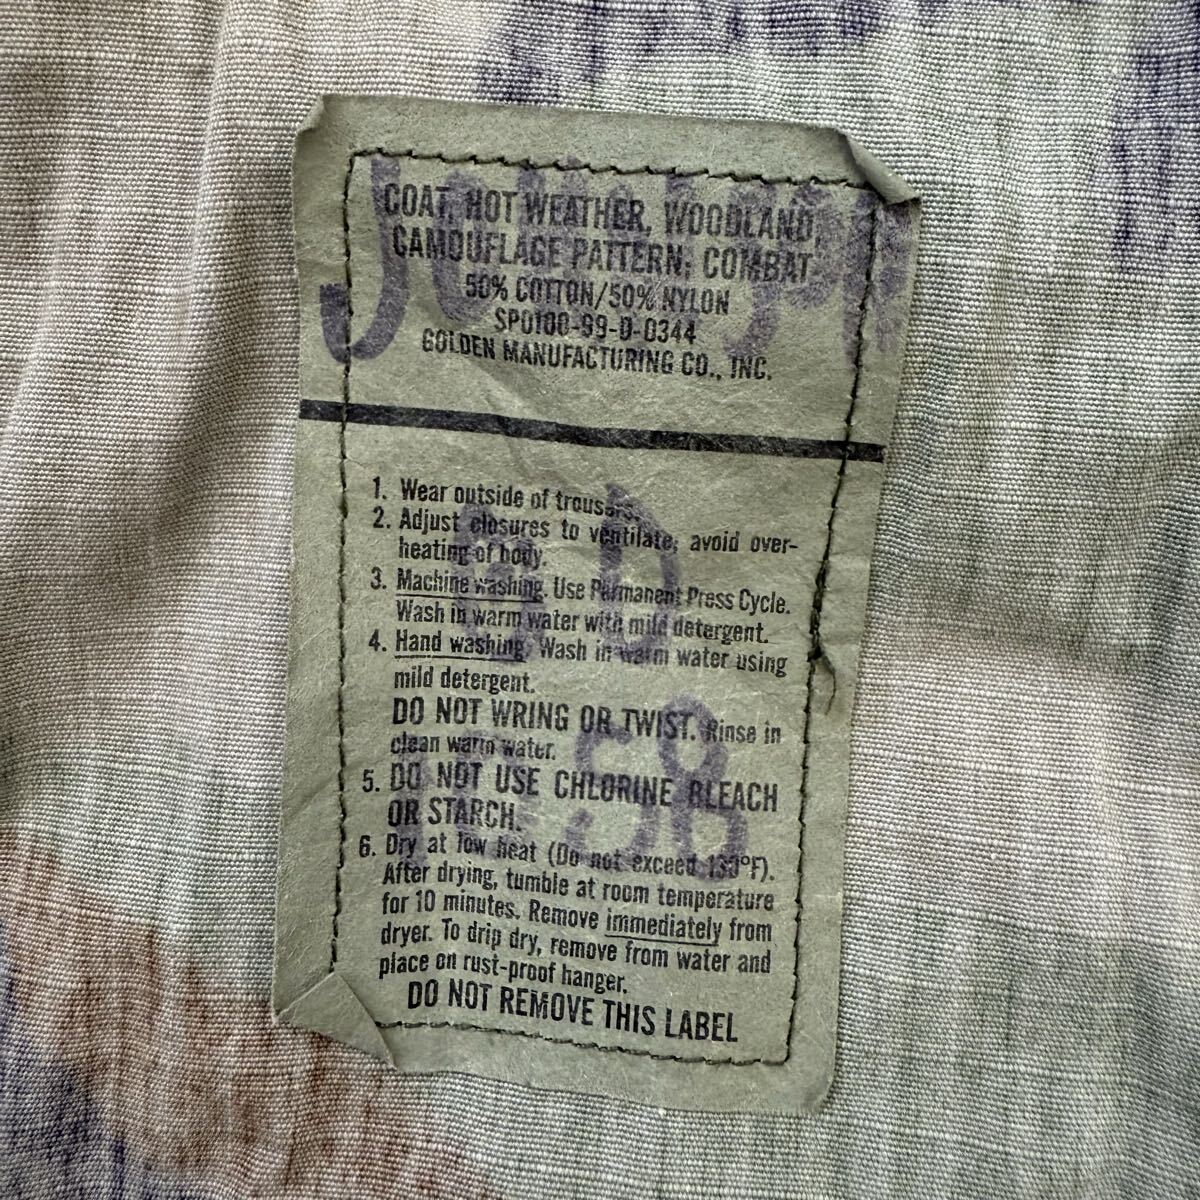 COAT, HOT WEATHER, WOODLAND,
CAMOUFLAGE PATTERN; COMBAT
50% COTTON/50% NYLON
SP0100-99-D-0344
GOLDEN MANUFACTURING CO., INC.
1. Wear outside of trousers.
2. Adjust closures to ventilate; avoid over-
heating of body.
3. Machine washing. Use Permanent Press Cycle.
Wash in warm water with mild detergent.
4. Hand washing. Wash in warm water using
mild detergent.
DO NOT WRING OR TWIST. Rinse in
clean warm water.
5. DO NOT USE CHLORINE BLEACH
OR STARCH.
6. Dry at low heat (Do not exceed 130°F).
After drying, tumble at room temperature
for 10 minutes. Remove immediately from
dryer. To drip dry, remove from water and
place on rust-proof hanger.
DO NOT REMOVE THIS LABEL